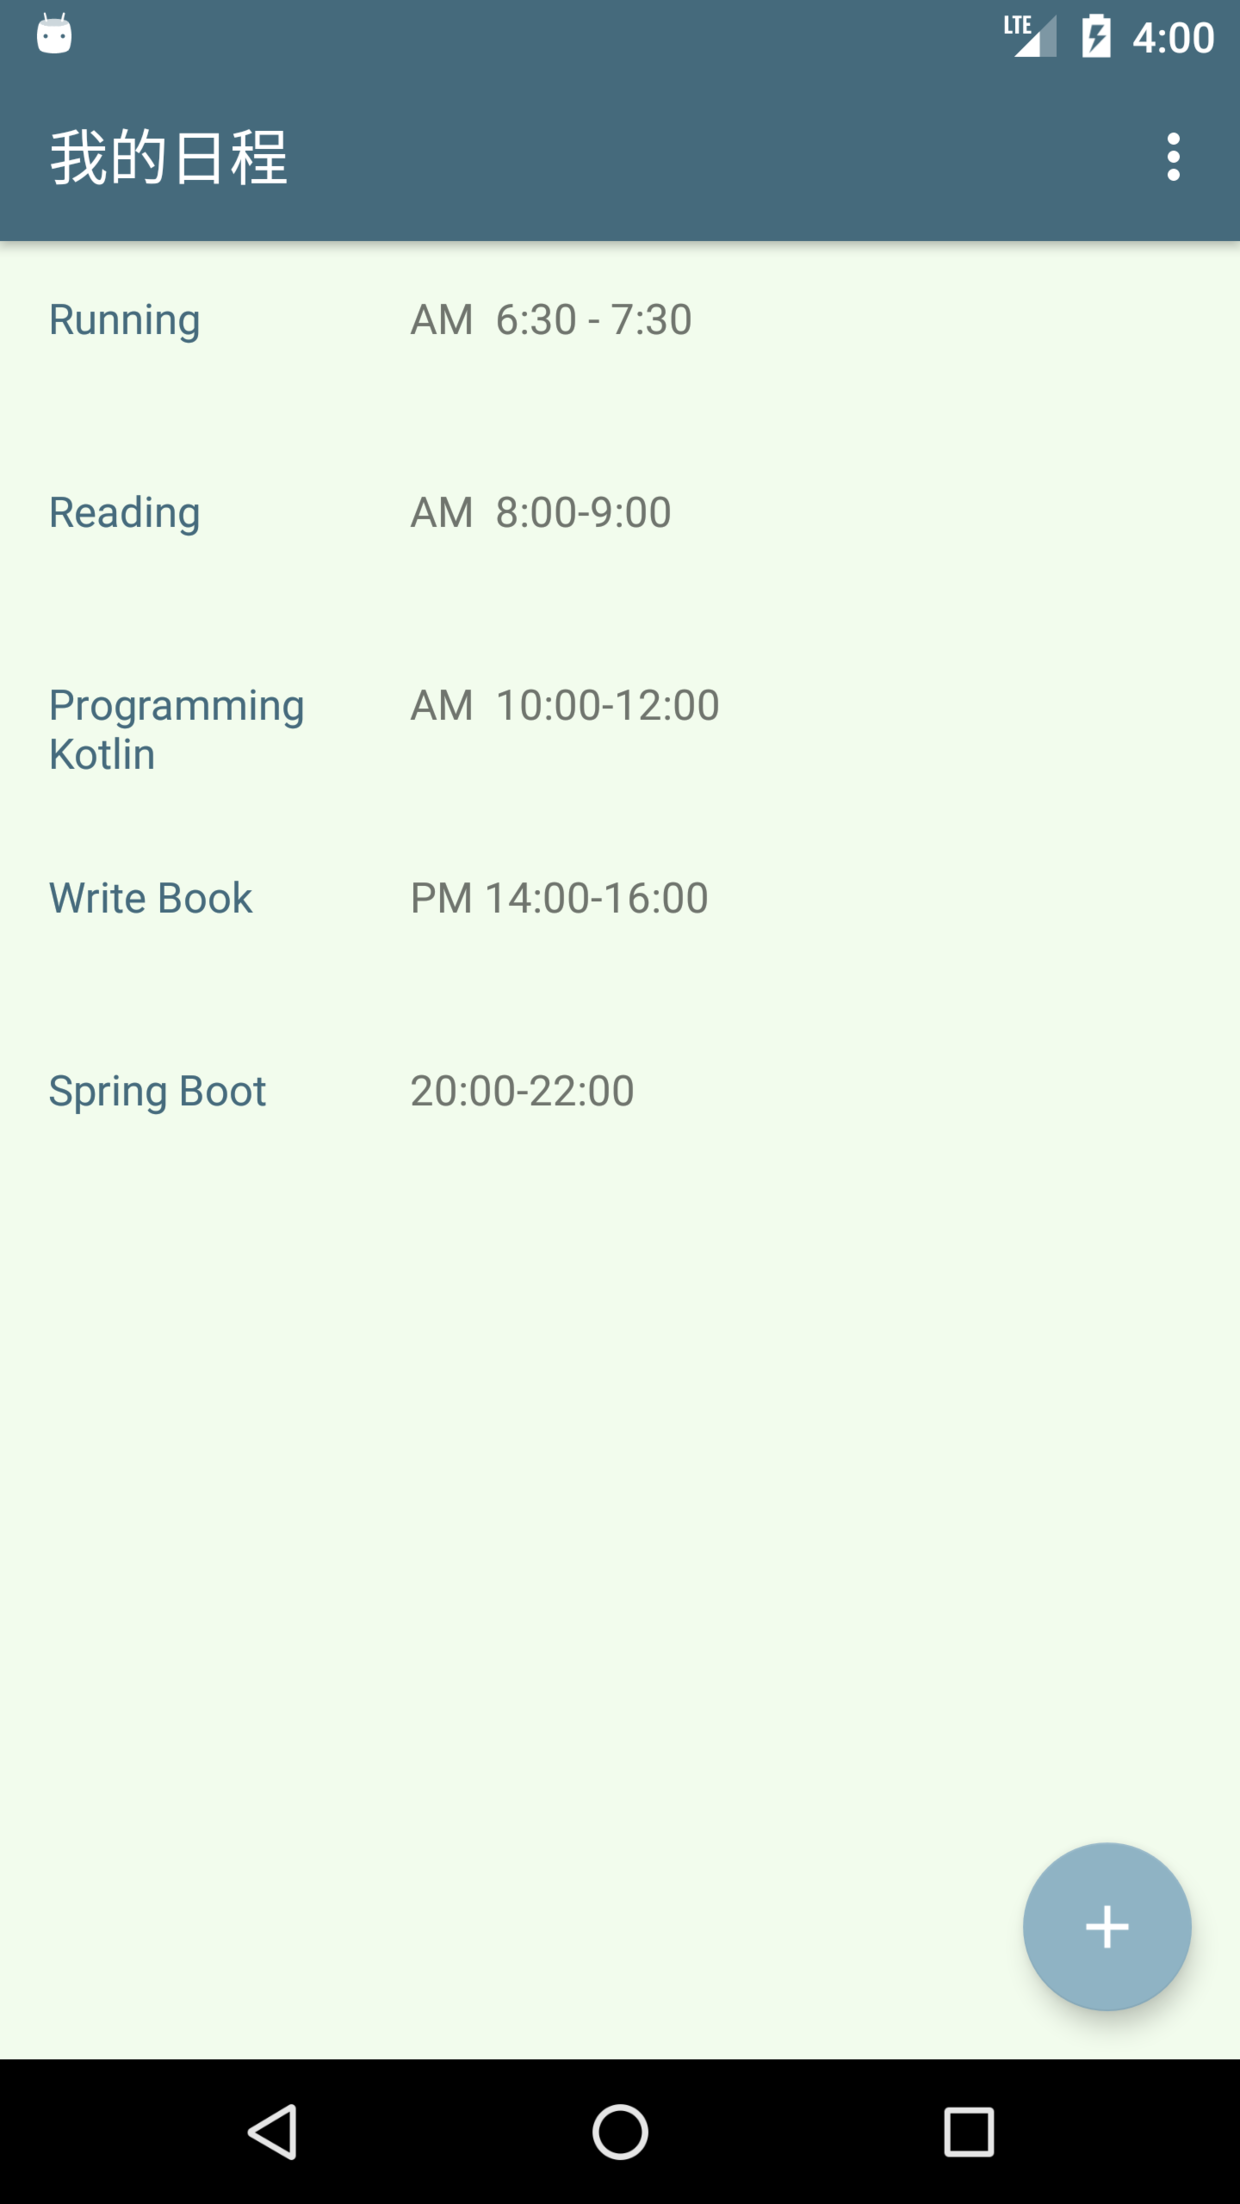 LTE 4:00
我的日程
Running AM 6:30 - 7:30
Reading AM 8:00-9:00
Programming AM 10:00-12:00
Kotlin
Write Book PM 14:00-16:00
Spring Boot 20:00-22:00